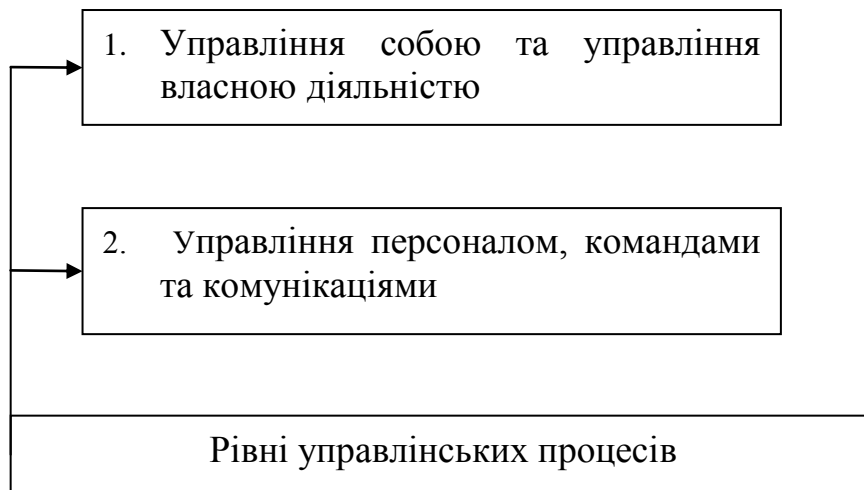 1. Управління собою та управління
власною діяльністю
2. Управління персоналом, командами
та комунікаціями
Рівні управлінських процесів